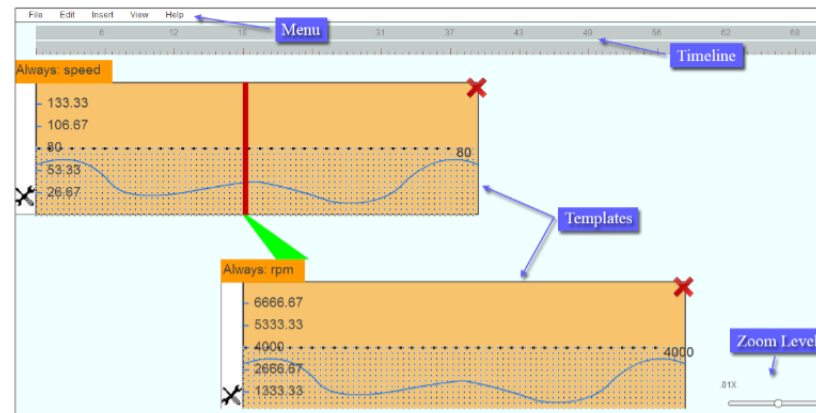 File Edit Insert View Help
Menu
6 12 18 25 31 37 43 49 56 62 68
Timeline
Always: speed
133.33
106.67
80
80
53.33
26.67
Templates
Always: rpm
6666.67
5333.33
4000
4000
2666.67
1333.33
Zoom Level
.01X